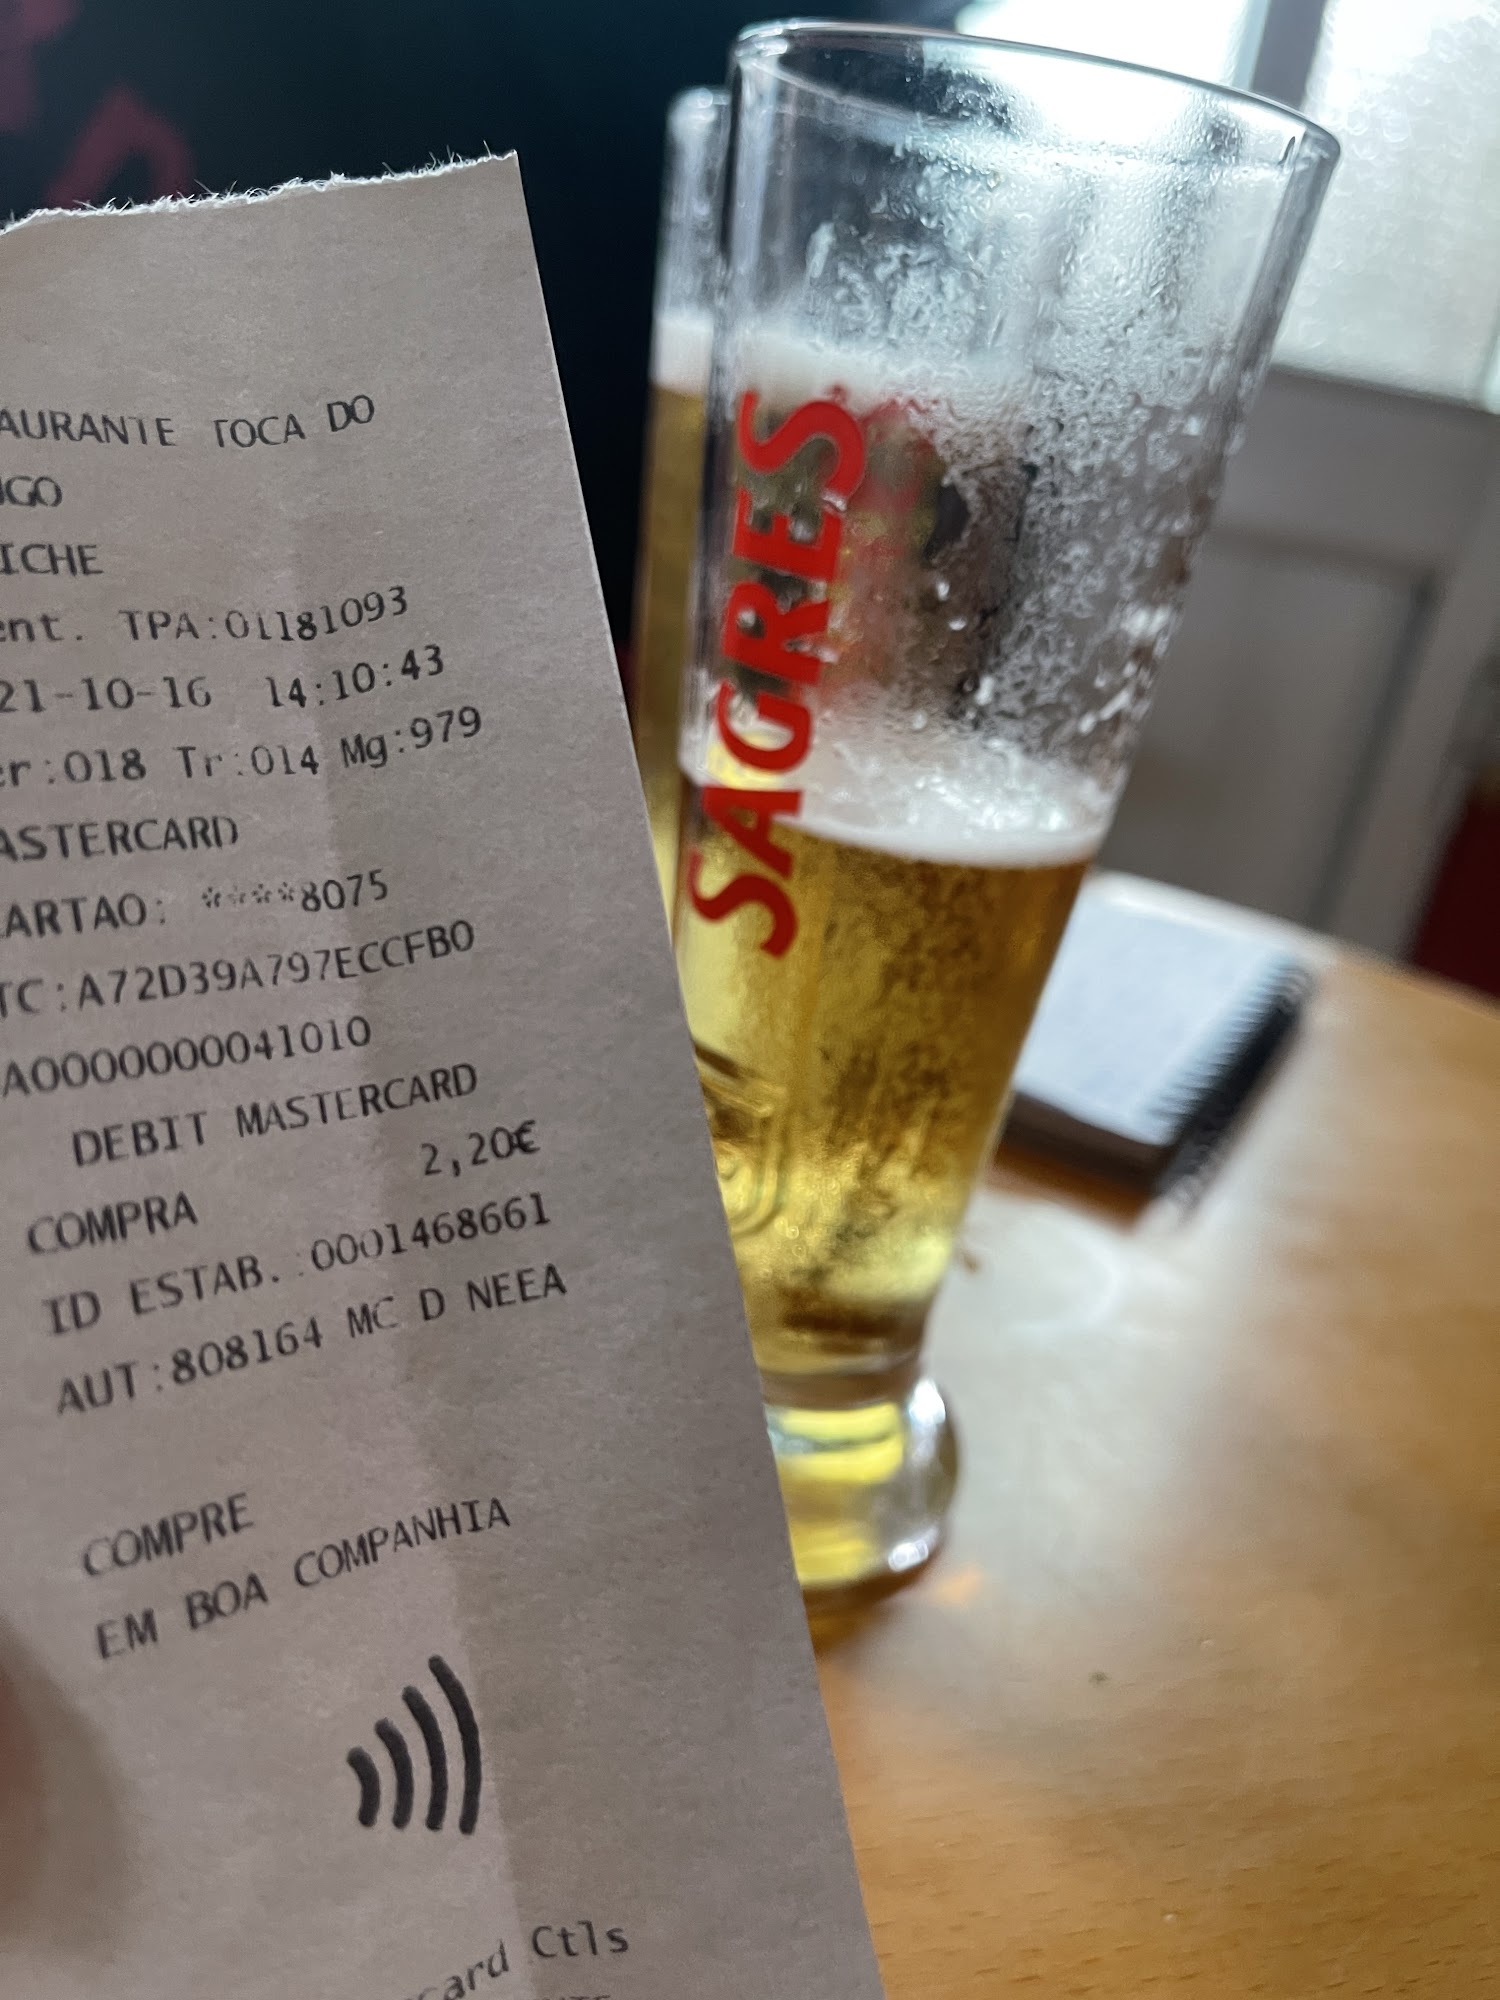 AURANTE TOCA DO
IGO
ICHE
ent. TPA:01181093
21-10-16 14:10:43
er:018 Tr:014 Mg:979
ASTERCARD
CARTAO: ****8075
TC:A72D39A797ECCFB0
A0000000041010
DEBIT MASTERCARD
2,20€
COMPRA
ID ESTAB.:0001468661
AUT:808164 MC D NEEA
COMPRE
EM BOA COMPANHIA
card Ctls
SAGRES